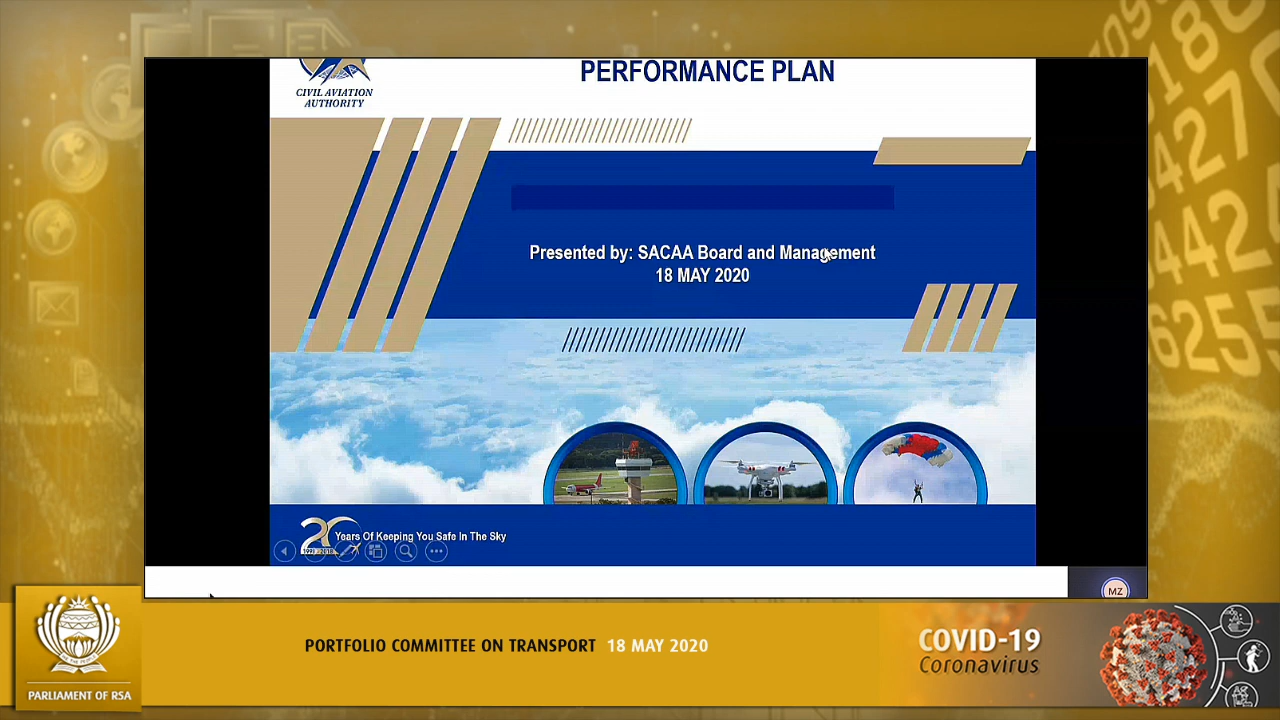 PERFORMANCE PLAN
CIVIL AVIATION
AUTHORITY
Presented by: SACAA Board and Management
18 MAY 2020
20 Years Of Keeping You Safe In The Sky
MZ
PORTFOLIO COMMITTEE ON TRANSPORT 18 MAY 2020
COVID-19
Coronavirus
PARLIAMENT OF RSA